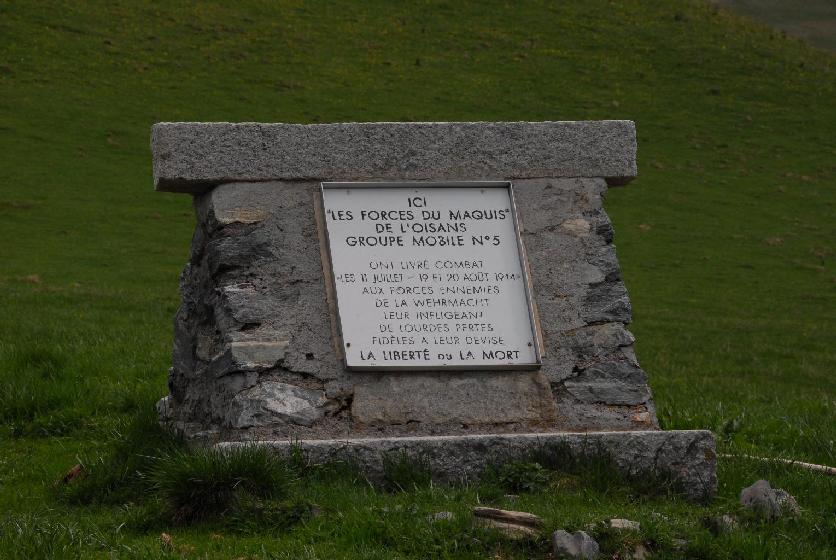 ICI
"LES FORCES DU MAQUIS"
DE L'OISANS
GROUPE MOBILE N°5
ONT LIVRÉ COMBAT
LES 11 JUILLET - 19 ET 20 AOÛT 1944
AUX FORCES ENNEMIES
DE LA WEHRMACHT
LEUR INFLIGEANT
DE LOURDES PERTES
FIDÈLES A LEUR DEVISE
LA LIBERTÉ OU LA MORT